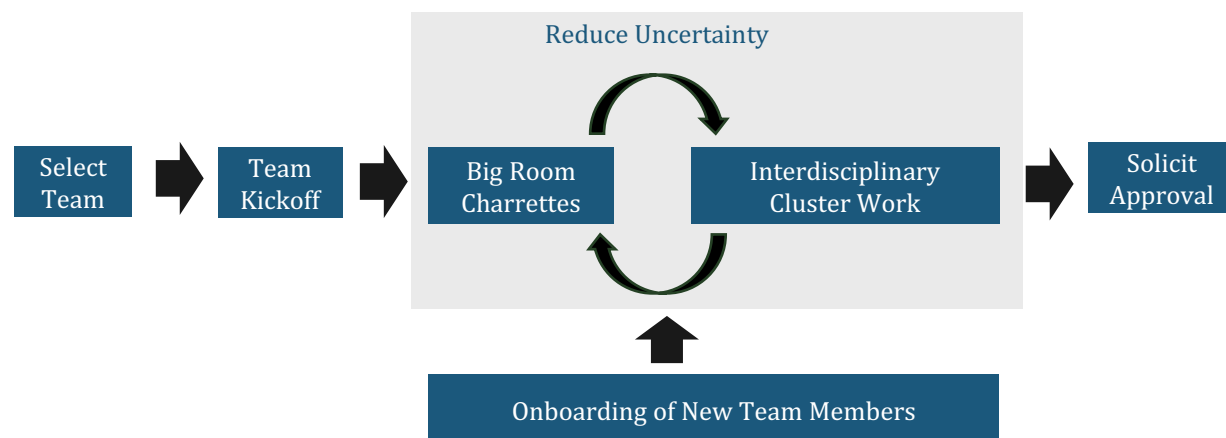 Reduce Uncertainty
Select
Team
Team
Kickoff
Big Room
Charrettes
Interdisciplinary
Cluster Work
Solicit
Approval
Onboarding of New Team Members